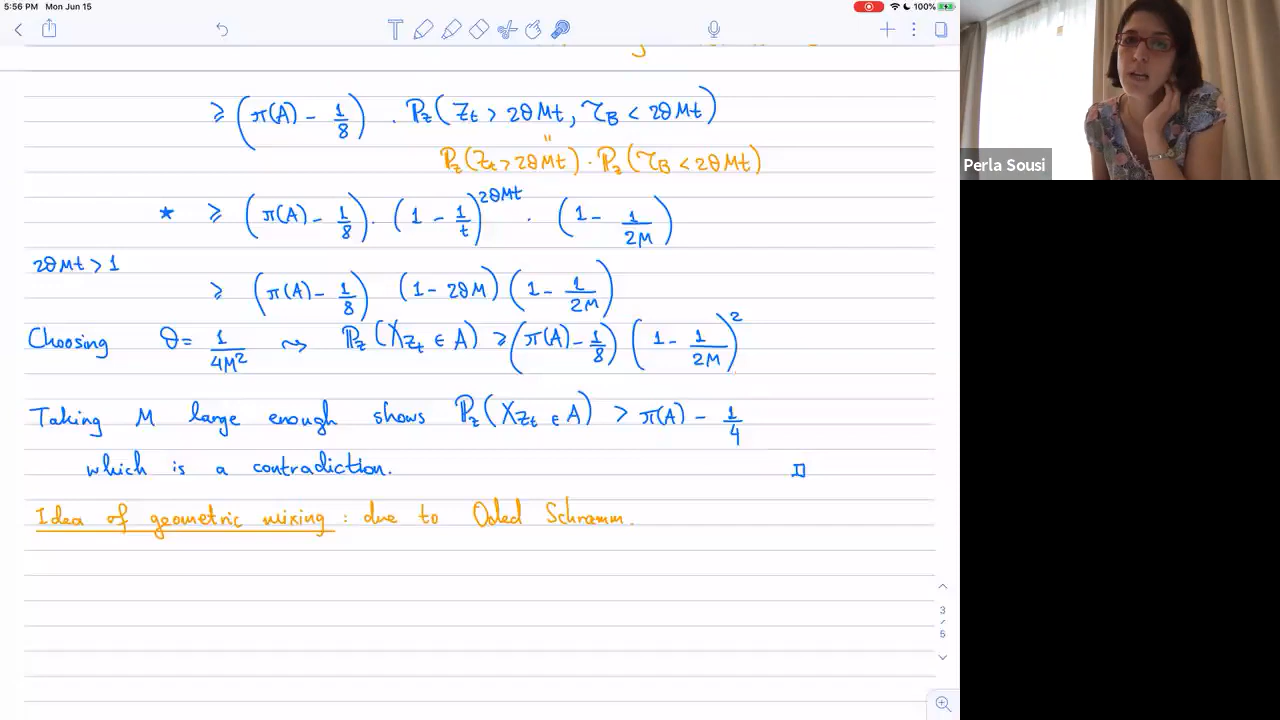 5:56 PM Mon Jun 15
100%
≥ (π(A) - 1/8) . ℙ_z(Z_t > 2θMt, τ_B < 2θMt)
"
ℙ_z(Z_t > 2θMt) · ℙ_z(τ_B < 2θMt)
★ ≥ (π(A) - 1/8) · (1 - 1/t)^{2θMt} · (1 - 1/2M)
2θMt > 1
≥ (π(A) - 1/8) (1 - 2θM) (1 - 1/2M)
Choosing θ = 1/4M² ⇝ ℙ_z(X_{Z_t} ∈ A) ≥ (π(A) - 1/8) (1 - 1/2M)²
Taking M large enough shows ℙ_z(X_{Z_t} ∈ A) > π(A) - 1/4
which is a contradiction. □
Idea of geometric mixing : due to Oded Schramm.
3
/
5
Perla Sousi